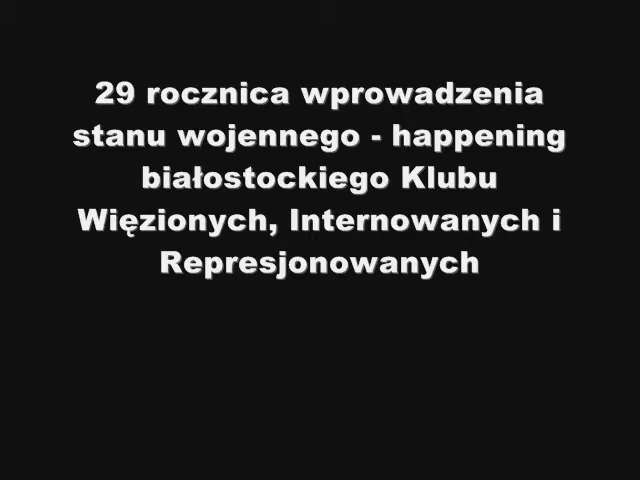 29 rocznica wprowadzenia
stanu wojennego - happening
białostockiego Klubu
Więzionych, Internowanych i
Represjonowanych